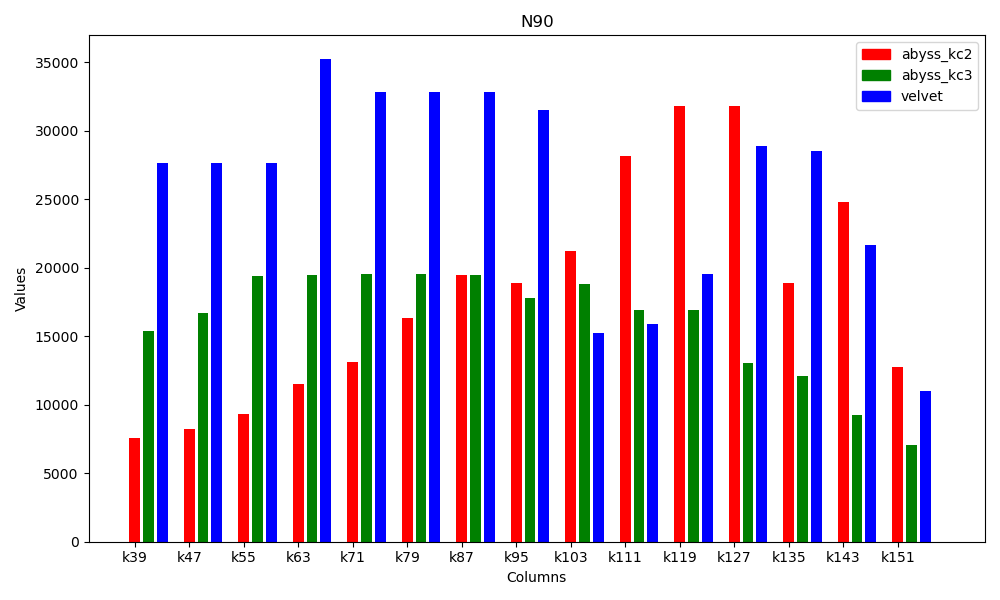 N90
abyss_kc2
abyss_kc3
velvet
Values
35000
30000
25000
20000
15000
10000
5000
0
k39 k47 k55 k63 k71 k79 k87 k95 k103 k111 k119 k127 k135 k143 k151
Columns